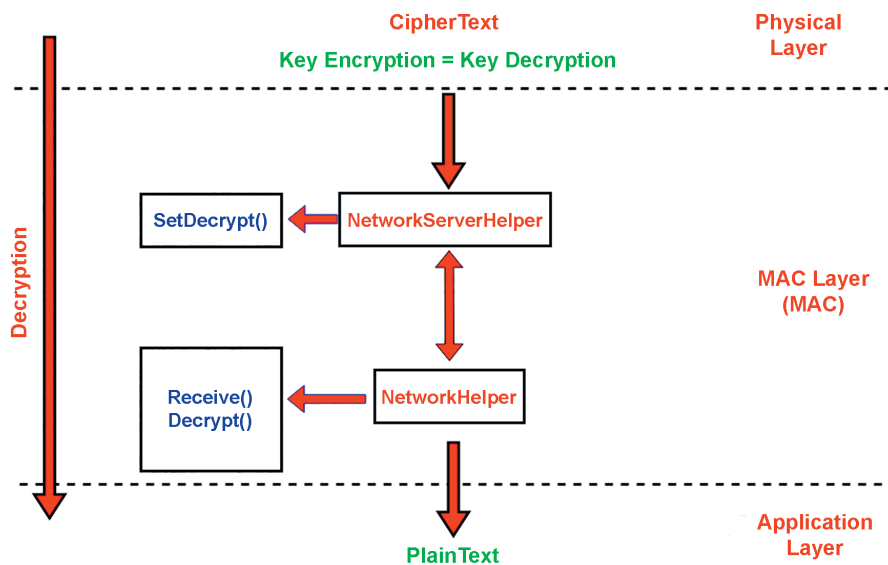 CipherText
Physical
Layer
Key Encryption = Key Decryption
SetDecrypt()
NetworkServerHelper
Decryption
MAC Layer
(MAC)
Receive()
Decrypt()
NetworkHelper
Application
Layer
PlainText